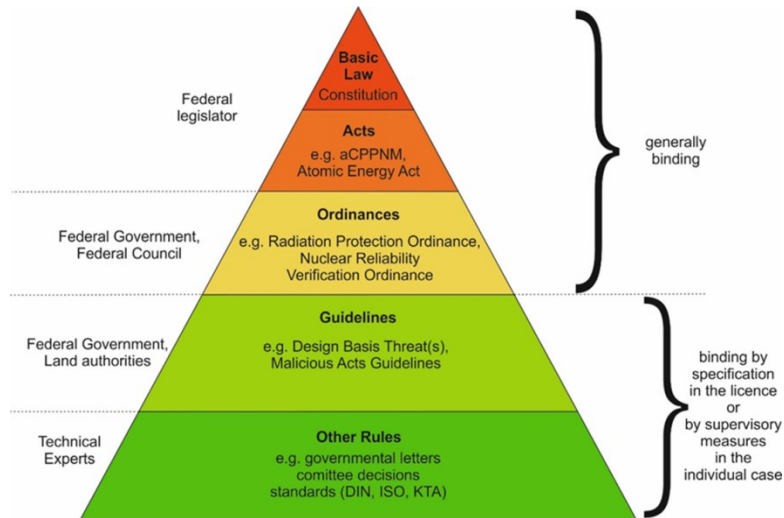 Basic
Law
Constitution
Federal
legislator
Acts
e.g. aCPPNM,
Atomic Energy Act
generally
binding
Federal Government,
Federal Council
Ordinances
e.g. Radiation Protection Ordinance,
Nuclear Reliability
Verification Ordinance
Federal Government,
Land authorities
Guidelines
e.g. Design Basis Threat(s),
Malicious Acts Guidelines
Technical
Experts
Other Rules
e.g. governmental letters
comittee decisions
standards (DIN, ISO, KTA)
binding by
specification
in the licence
or
by supervisory
measures
in the
individual case